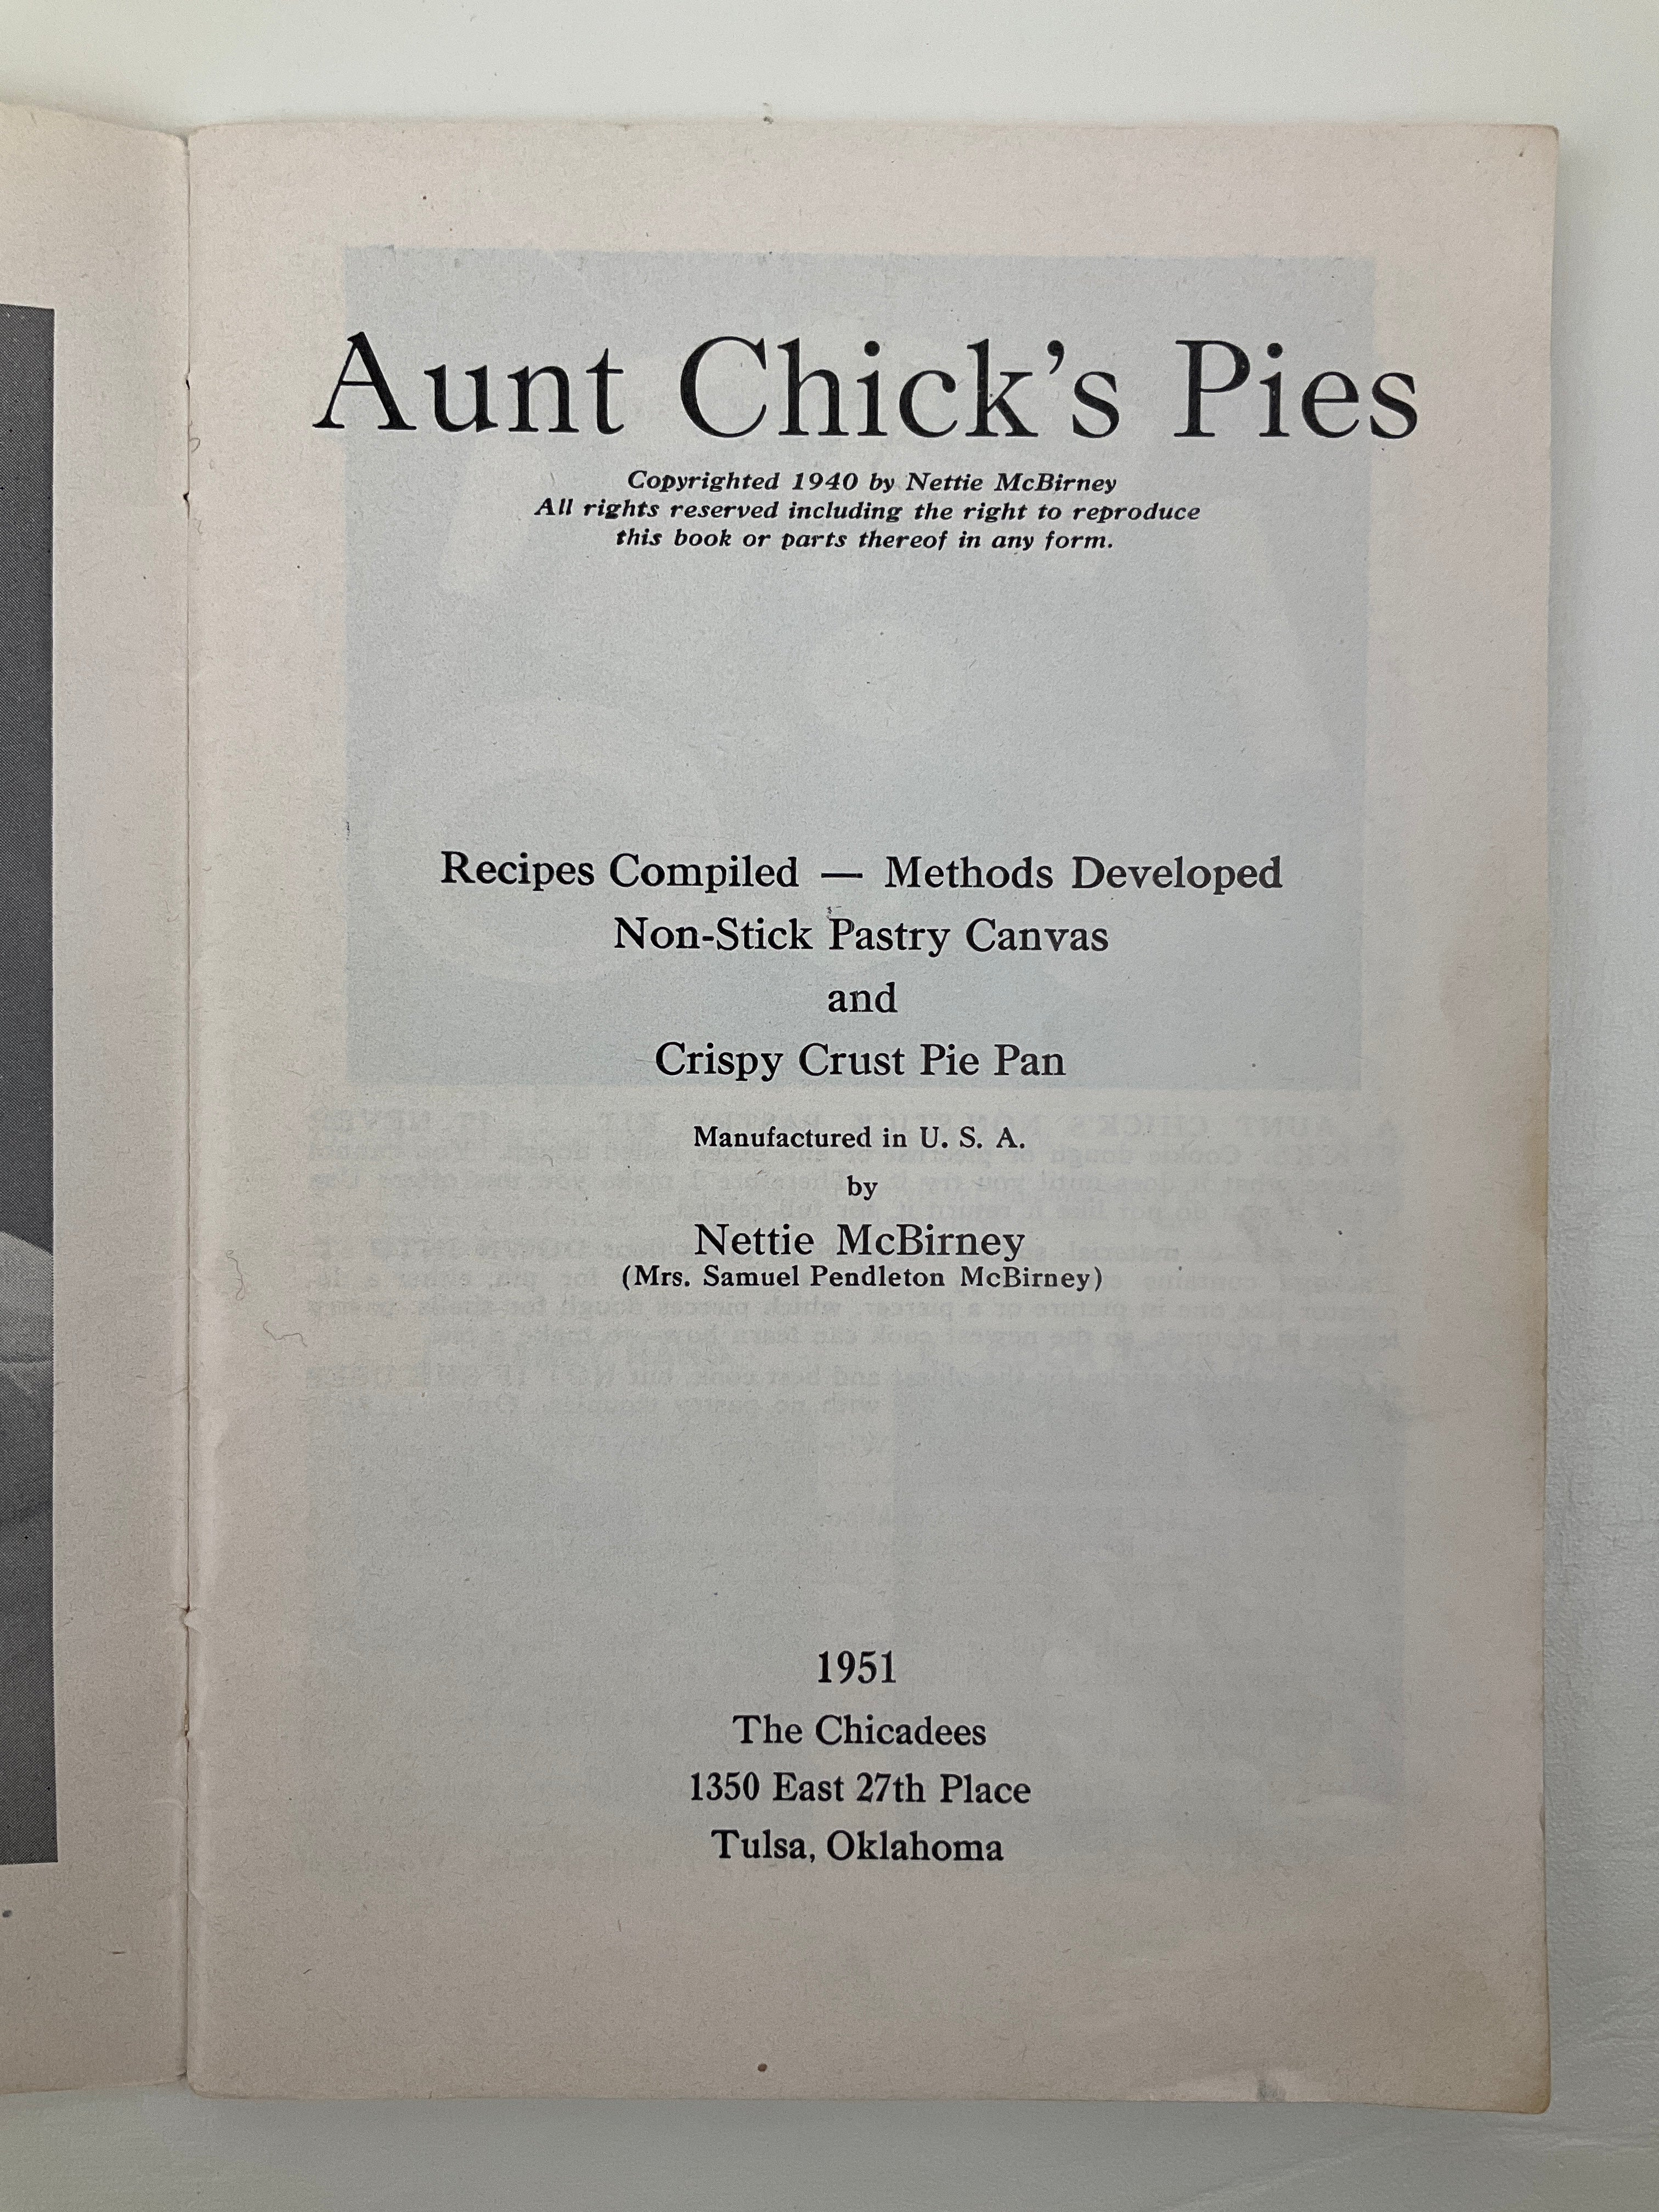 Aunt Chick's Pies
Copyrighted 1940 by Nettie McBirney
All rights reserved including the right to reproduce
this book or parts thereof in any form.
Recipes Compiled — Methods Developed
Non-Stick Pastry Canvas
and
Crispy Crust Pie Pan
Manufactured in U. S. A.
by
Nettie McBirney
(Mrs. Samuel Pendleton McBirney)
1951
The Chicadees
1350 East 27th Place
Tulsa, Oklahoma